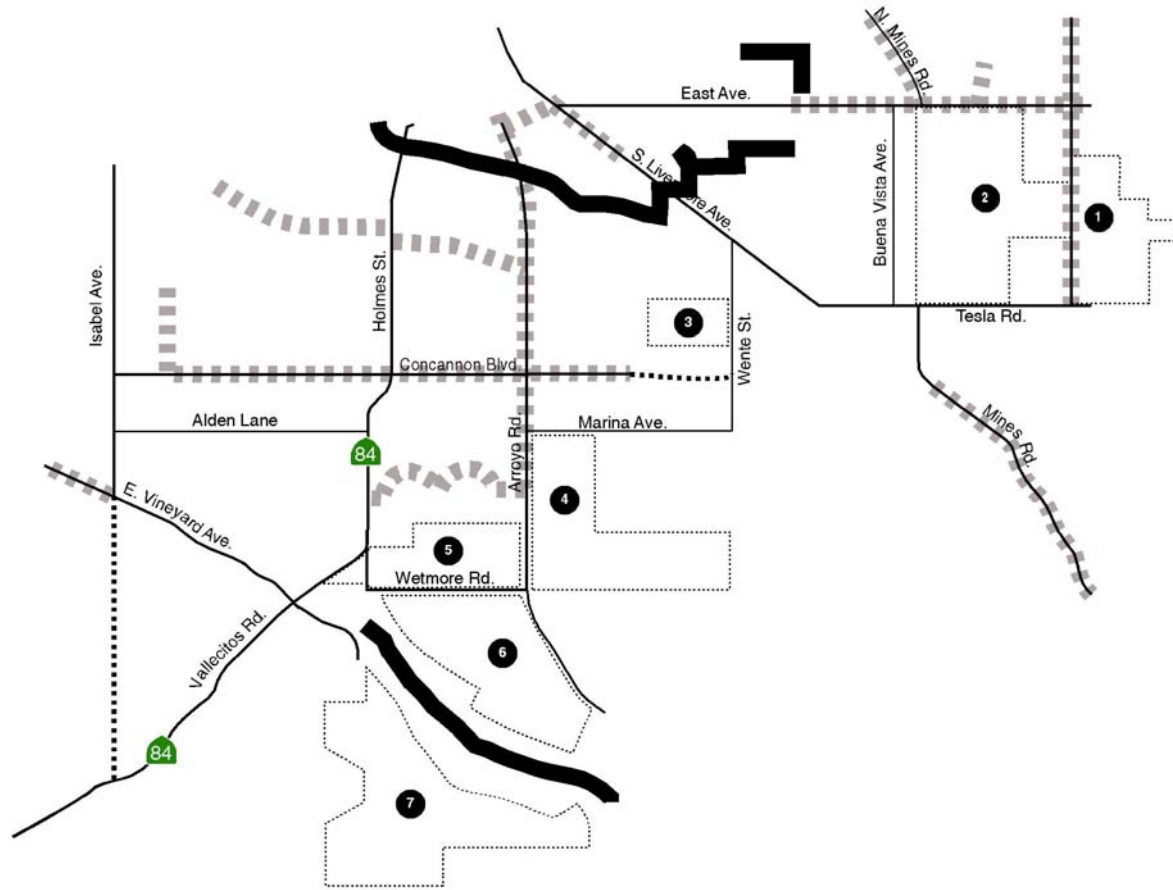 N. Mines Rd.
East Ave.
S. Livermore Ave.
Buena Vista Ave.
2
1
Isabel Ave.
Holmes St.
3
Wente St.
Tesla Rd.
Concannon Blvd
Alden Lane
Arroyo Rd.
Marina Ave.
Mines Rd.
84
E. Vineyard Ave.
4
5
Wetmore Rd.
Vallecitos Rd.
6
84
7